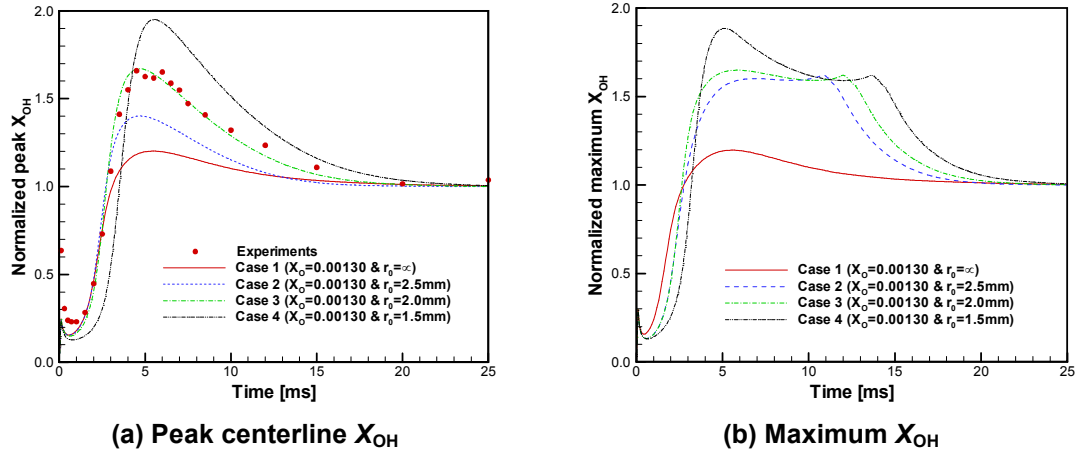 2.0
1.5
1.0
0.5
0.0
Normalized peak X_OH
Experiments
Case 1 (X_O=0.00130 & r_0=∝)
Case 2 (X_O=0.00130 & r_0=2.5mm)
Case 3 (X_O=0.00130 & r_0=2.0mm)
Case 4 (X_O=0.00130 & r_0=1.5mm)
0 5 10 15 20 25
Time [ms]
(a) Peak centerline X_OH
2.0
1.5
1.0
0.5
0.0
Normalized maximum X_OH
Case 1 (X_O=0.00130 & r_0=∝)
Case 2 (X_O=0.00130 & r_0=2.5mm)
Case 3 (X_O=0.00130 & r_0=2.0mm)
Case 4 (X_O=0.00130 & r_0=1.5mm)
0 5 10 15 20 25
Time [ms]
(b) Maximum X_OH